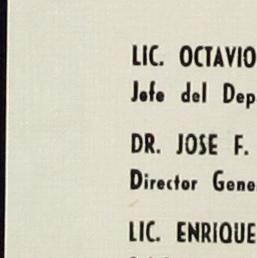 LIC. OCTAVIO
Jefe del Dep
DR. JOSE F.
Director Gene
LIC. ENRIQUE